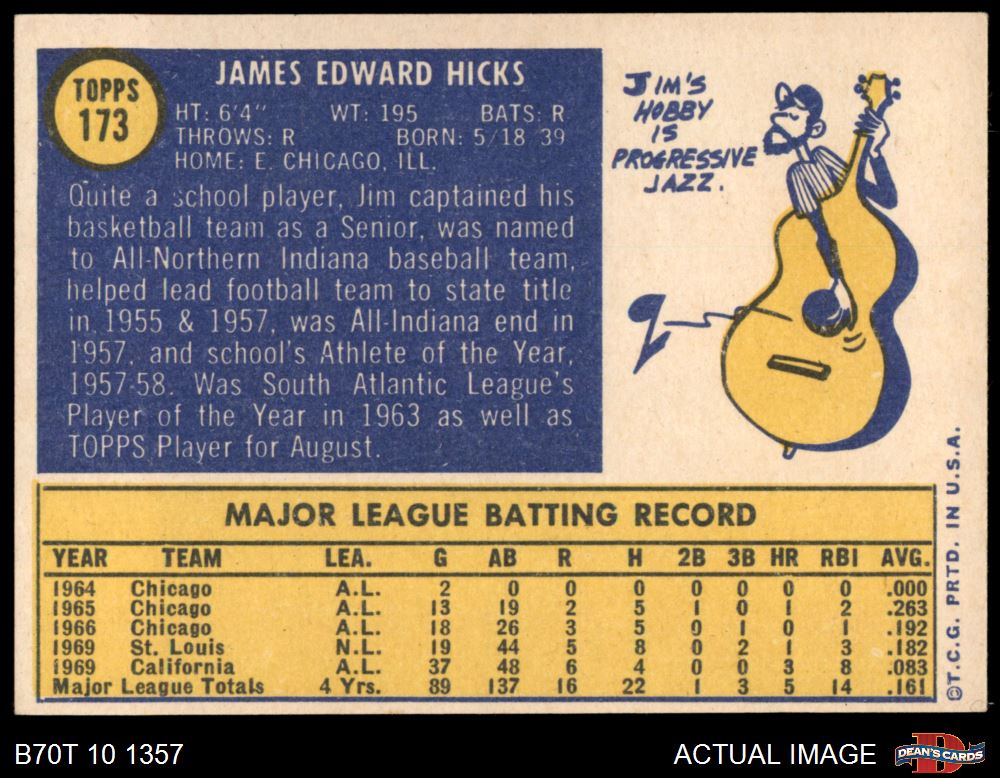 TOPPS
173
JAMES EDWARD HICKS
HT: 6'4" WT: 195 BATS: R
THROWS: R BORN: 5/18 39
HOME: E. CHICAGO, ILL.
Quite a school player, Jim captained his
basketball team as a Senior, was named
to All-Northern Indiana baseball team,
helped lead football team to state title
in 1955 & 1957, was All-Indiana end in
1957, and school's Athlete of the Year,
1957-58. Was South Atlantic League's
Player of the Year in 1963 as well as
TOPPS Player for August.
JIM'S
HOBBY
IS
PROGRESSIVE
JAZZ.
MAJOR LEAGUE BATTING RECORD
YEAR TEAM LEA. G AB R H 2B 3B HR RBI AVG.
1964 Chicago A.L. 2 0 0 0 0 0 0 0 .000
1965 Chicago A.L. 13 19 2 5 1 0 1 2 .263
1966 Chicago A.L. 18 26 3 5 0 1 0 1 .192
1969 St. Louis N.L. 19 44 5 8 0 2 1 3 .182
1969 California A.L. 37 48 6 4 0 0 3 8 .083
Major League Totals 4 Yrs. 89 137 16 22 1 3 5 14 .161
©T.C.G. PRTD. IN U.S.A.
B70T 10 1357
ACTUAL IMAGE
DEAN'S CARDS